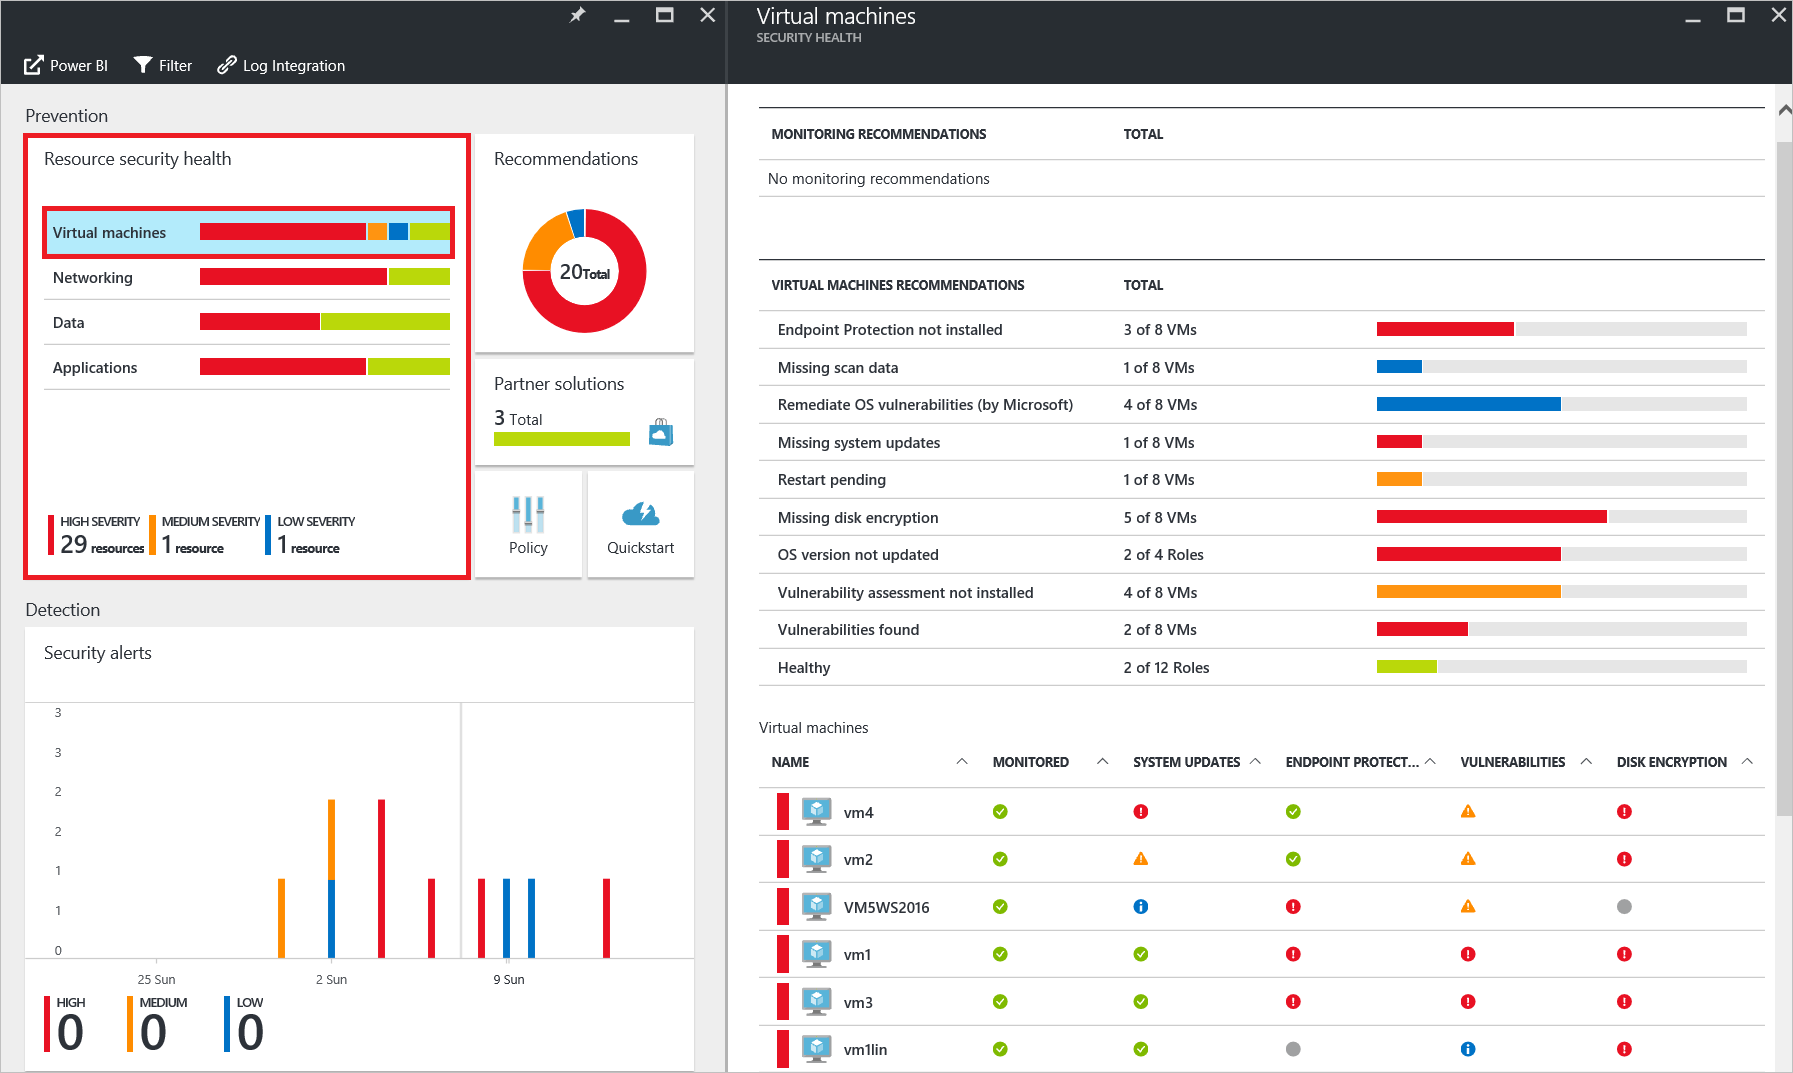 Power BI
Filter
Log Integration
Prevention
Resource security health
Virtual machines
Networking
Data
Applications
HIGH SEVERITY
29 resources
MEDIUM SEVERITY
1 resource
LOW SEVERITY
1 resource
Recommendations
20 Total
Partner solutions
3 Total
Policy
Quickstart
Detection
Security alerts
3
3
2
2
1
1
0
25 Sun
2 Sun
9 Sun
HIGH
0
MEDIUM
0
LOW
0
Virtual machines
SECURITY HEALTH
MONITORING RECOMMENDATIONS TOTAL
No monitoring recommendations
VIRTUAL MACHINES RECOMMENDATIONS TOTAL
Endpoint Protection not installed 3 of 8 VMs
Missing scan data 1 of 8 VMs
Remediate OS vulnerabilities (by Microsoft) 4 of 8 VMs
Missing system updates 1 of 8 VMs
Restart pending 1 of 8 VMs
Missing disk encryption 5 of 8 VMs
OS version not updated 2 of 4 Roles
Vulnerability assessment not installed 4 of 8 VMs
Vulnerabilities found 2 of 8 VMs
Healthy 2 of 12 Roles
Virtual machines
NAME MONITORED SYSTEM UPDATES ENDPOINT PROTECT... VULNERABILITIES DISK ENCRYPTION
vm4
vm2
VM5WS2016
vm1
vm3
vm1lin